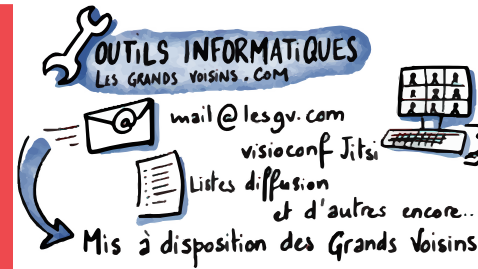 OUTILS INFORMATIQUES
LES GRANDS VOISINS.COM
@
mail@lesgv.com
visioconf Jitsi
Listes diffusion
et d'autres encore..
Mis à disposition des Grands Voisins